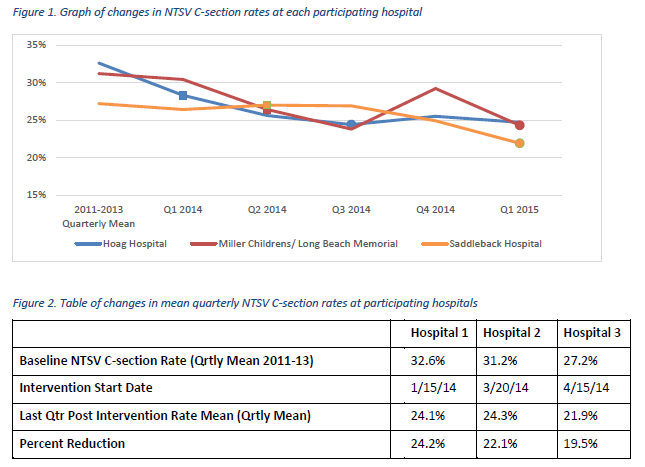 Figure 1. Graph of changes in NTSV C-section rates at each participating hospital
35%
30%
25%
20%
15%
2011-2013 Q1 2014 Q2 2014 Q3 2014 Q4 2014 Q1 2015
Quarterly Mean
Hoag Hospital Miller Childrens/ Long Beach Memorial Saddleback Hospital
Figure 2. Table of changes in mean quarterly NTSV C-section rates at participating hospitals
Hospital 1 Hospital 2 Hospital 3
Baseline NTSV C-section Rate (Qrtly Mean 2011-13) 32.6% 31.2% 27.2%
Intervention Start Date 1/15/14 3/20/14 4/15/14
Last Qtr Post Intervention Rate Mean (Qrtly Mean) 24.1% 24.3% 21.9%
Percent Reduction 24.2% 22.1% 19.5%